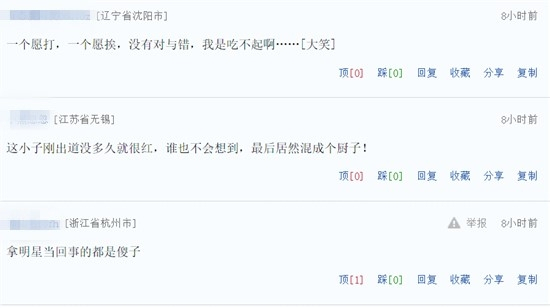 [辽宁省沈阳市] 8小时前
一个愿打，一个愿挨，没有对与错，我是吃不起啊……[大笑]
顶[0] 踩[0] 回复 收藏 分享 复制
[江苏省无锡] 8小时前
这小子刚出道没多久就很红，谁也不会想到，最后居然混成个厨子！
顶[0] 踩[0] 回复 收藏 分享 复制
[浙江省杭州市] 举报 8小时前
拿明星当回事的都是傻子
顶[1] 踩[0] 回复 收藏 分享 复制